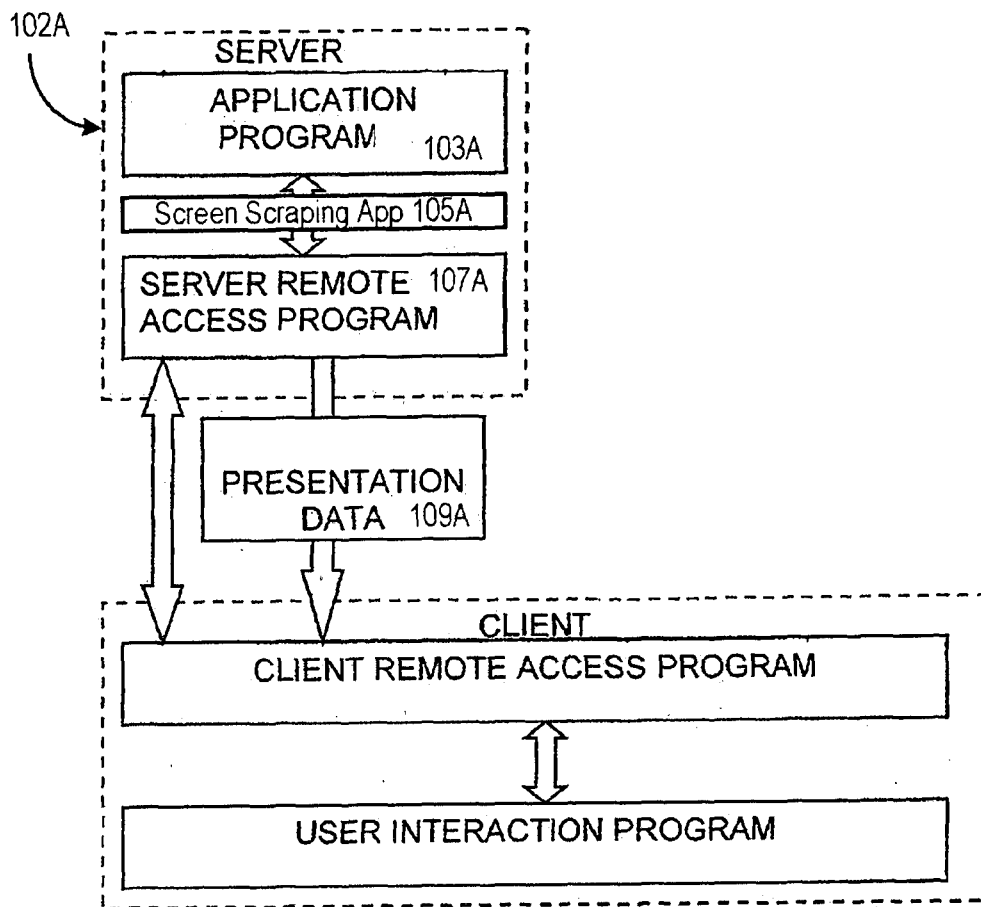 102A
SERVER
APPLICATION
PROGRAM
103A
Screen Scraping App 105A
SERVER REMOTE 107A
ACCESS PROGRAM
PRESENTATION
DATA 109A
CLIENT
CLIENT REMOTE ACCESS PROGRAM
USER INTERACTION PROGRAM